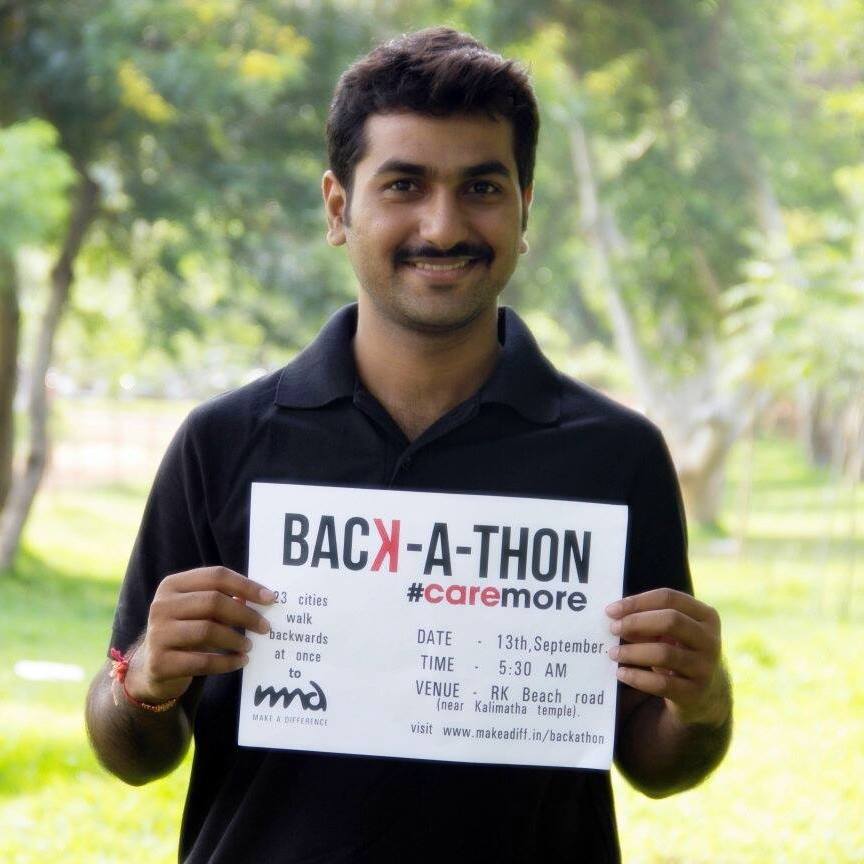 BACK-A-THON
#caremore
23 cities
walk
backwards
at once
to
mad
MAKE A DIFFERENCE
DATE - 13th,September.
TIME - 5:30 AM
VENUE - RK Beach road
(near Kalimatha temple).
visit www.makeadiff.in/backathon